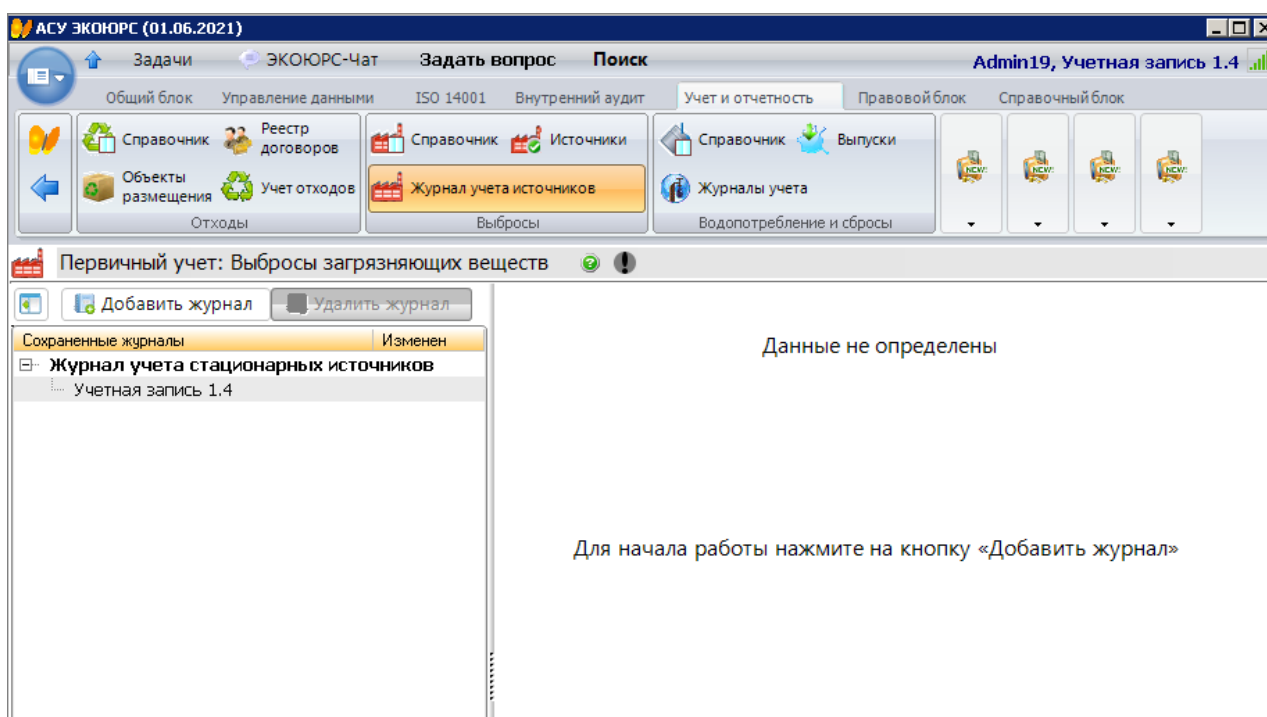 АСУ ЭКОЮРС (01.06.2021)
Задачи ЭКОЮРС-Чат Задать вопрос Поиск Admin19, Учетная запись 1.4
Общий блок Управление данными ISO 14001 Внутренний аудит Учет и отчетность Правовой блок Справочный блок
Справочник Реестр договоров Справочник Источники Справочник Выпуски
Объекты размещения Учет отходов Журнал учета источников Журналы учета
NEW! NEW! NEW! NEW!
Отходы Выбросы Водопотребление и сбросы
Первичный учет: Выбросы загрязняющих веществ
Добавить журнал Удалить журнал
Сохраненные журналы Изменен
Журнал учета стационарных источников
Учетная запись 1.4
Данные не определены
Для начала работы нажмите на кнопку «Добавить журнал»